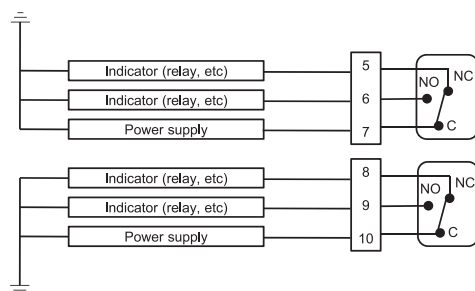 Indicator (relay, etc) 5 NC
Indicator (relay, etc) 6 NO
Power supply 7 C
Indicator (relay, etc) 8 NC
Indicator (relay, etc) 9 NO
Power supply 10 C